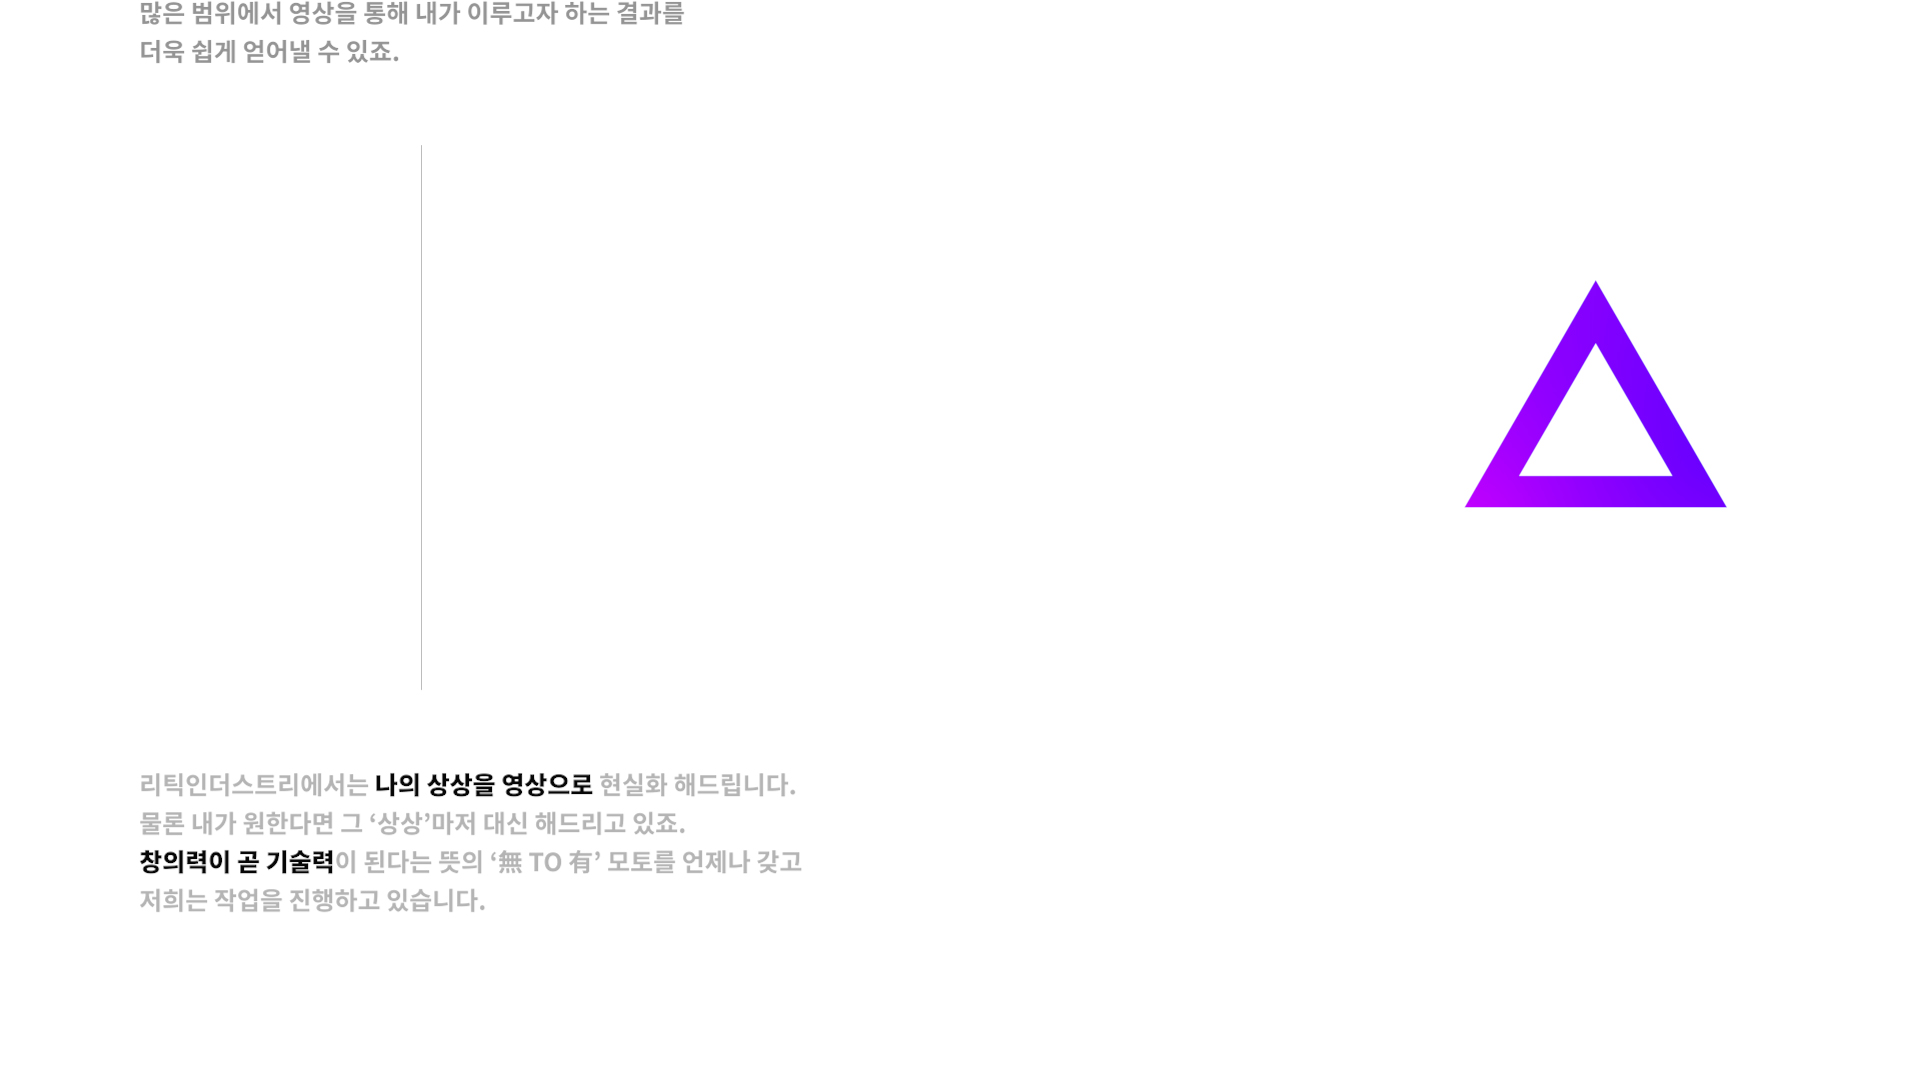 많은 범위에서 영상을 통해 내가 이루고자 하는 결과를
더욱 쉽게 얻어낼 수 있죠.
리틱인더스트리에서는 나의 상상을 영상으로 현실화 해드립니다.
물론 내가 원한다면 그 ‘상상’마저 대신 해드리고 있죠.
창의력이 곧 기술력이 된다는 뜻의 ‘無 TO 有’ 모토를 언제나 갖고
저희는 작업을 진행하고 있습니다.